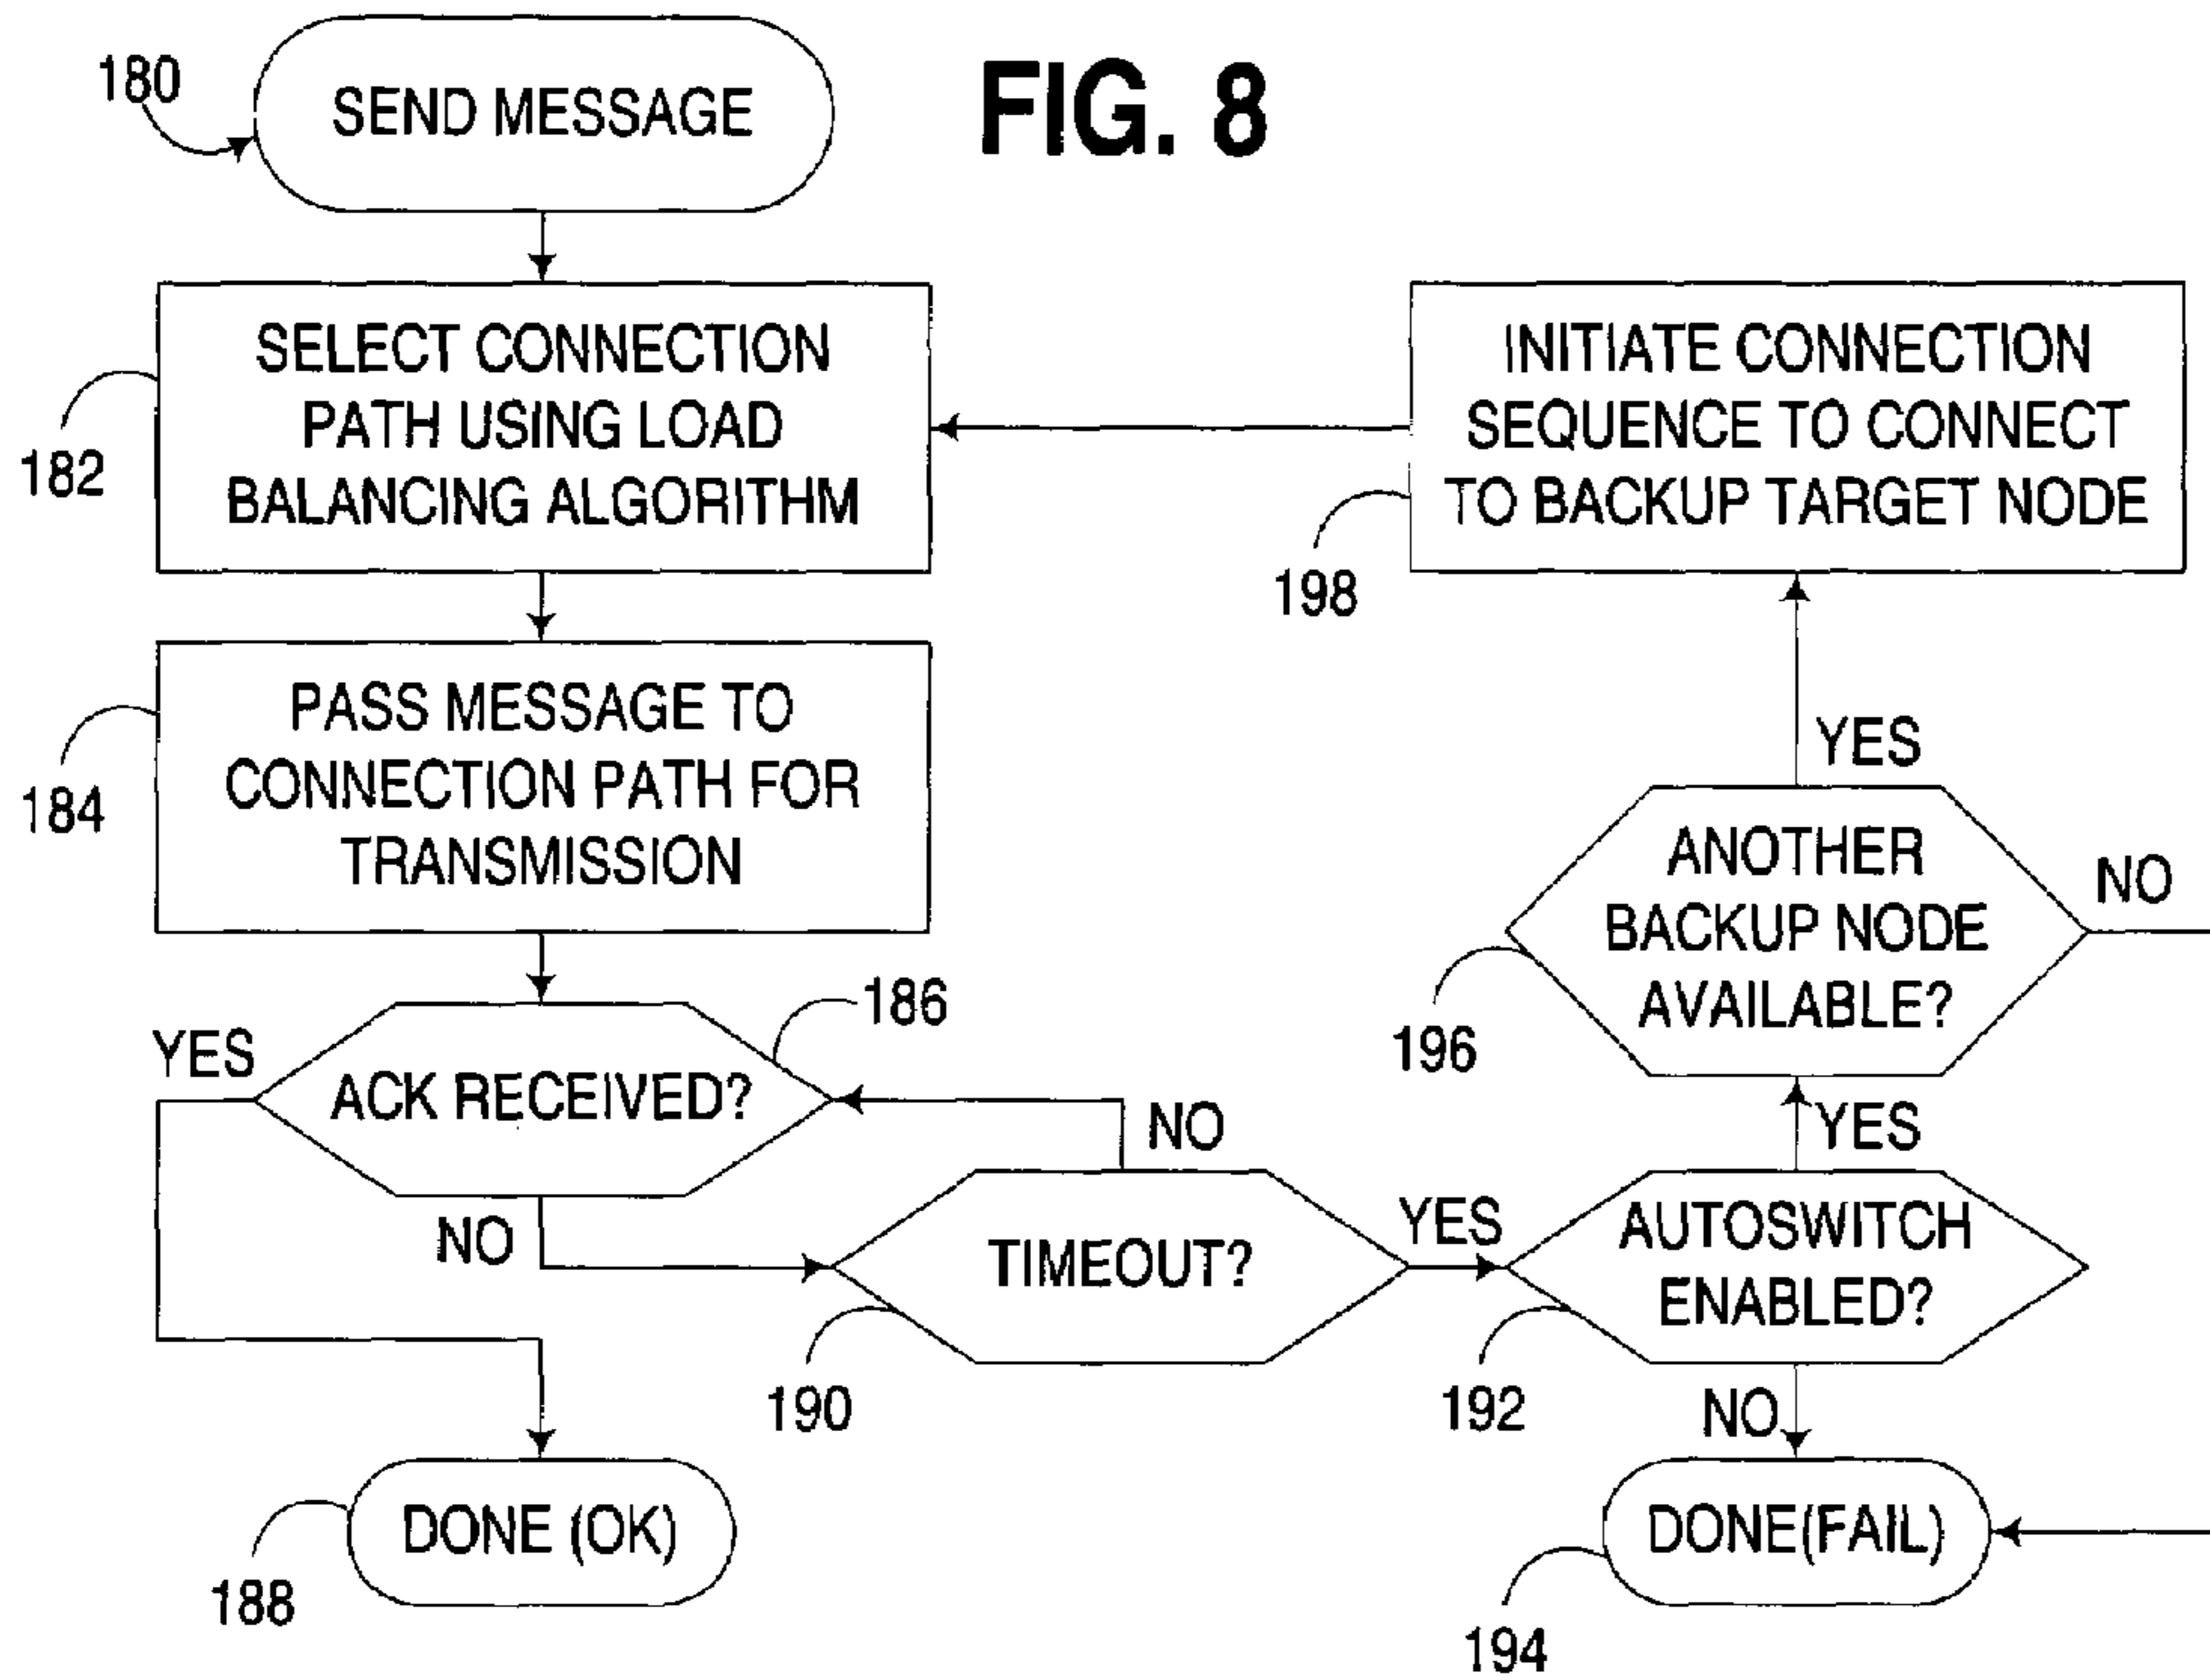 FIG. 8
180
SEND MESSAGE
182
SELECT CONNECTION
PATH USING LOAD
BALANCING ALGORITHM
184
PASS MESSAGE TO
CONNECTION PATH FOR
TRANSMISSION
186
ACK RECEIVED?
YES
NO
188
DONE (OK)
190
TIMEOUT?
NO
YES
192
AUTOSWITCH
ENABLED?
YES
NO
194
DONE(FAIL)
196
ANOTHER
BACKUP NODE
AVAILABLE?
YES
NO
198
INITIATE CONNECTION
SEQUENCE TO CONNECT
TO BACKUP TARGET NODE